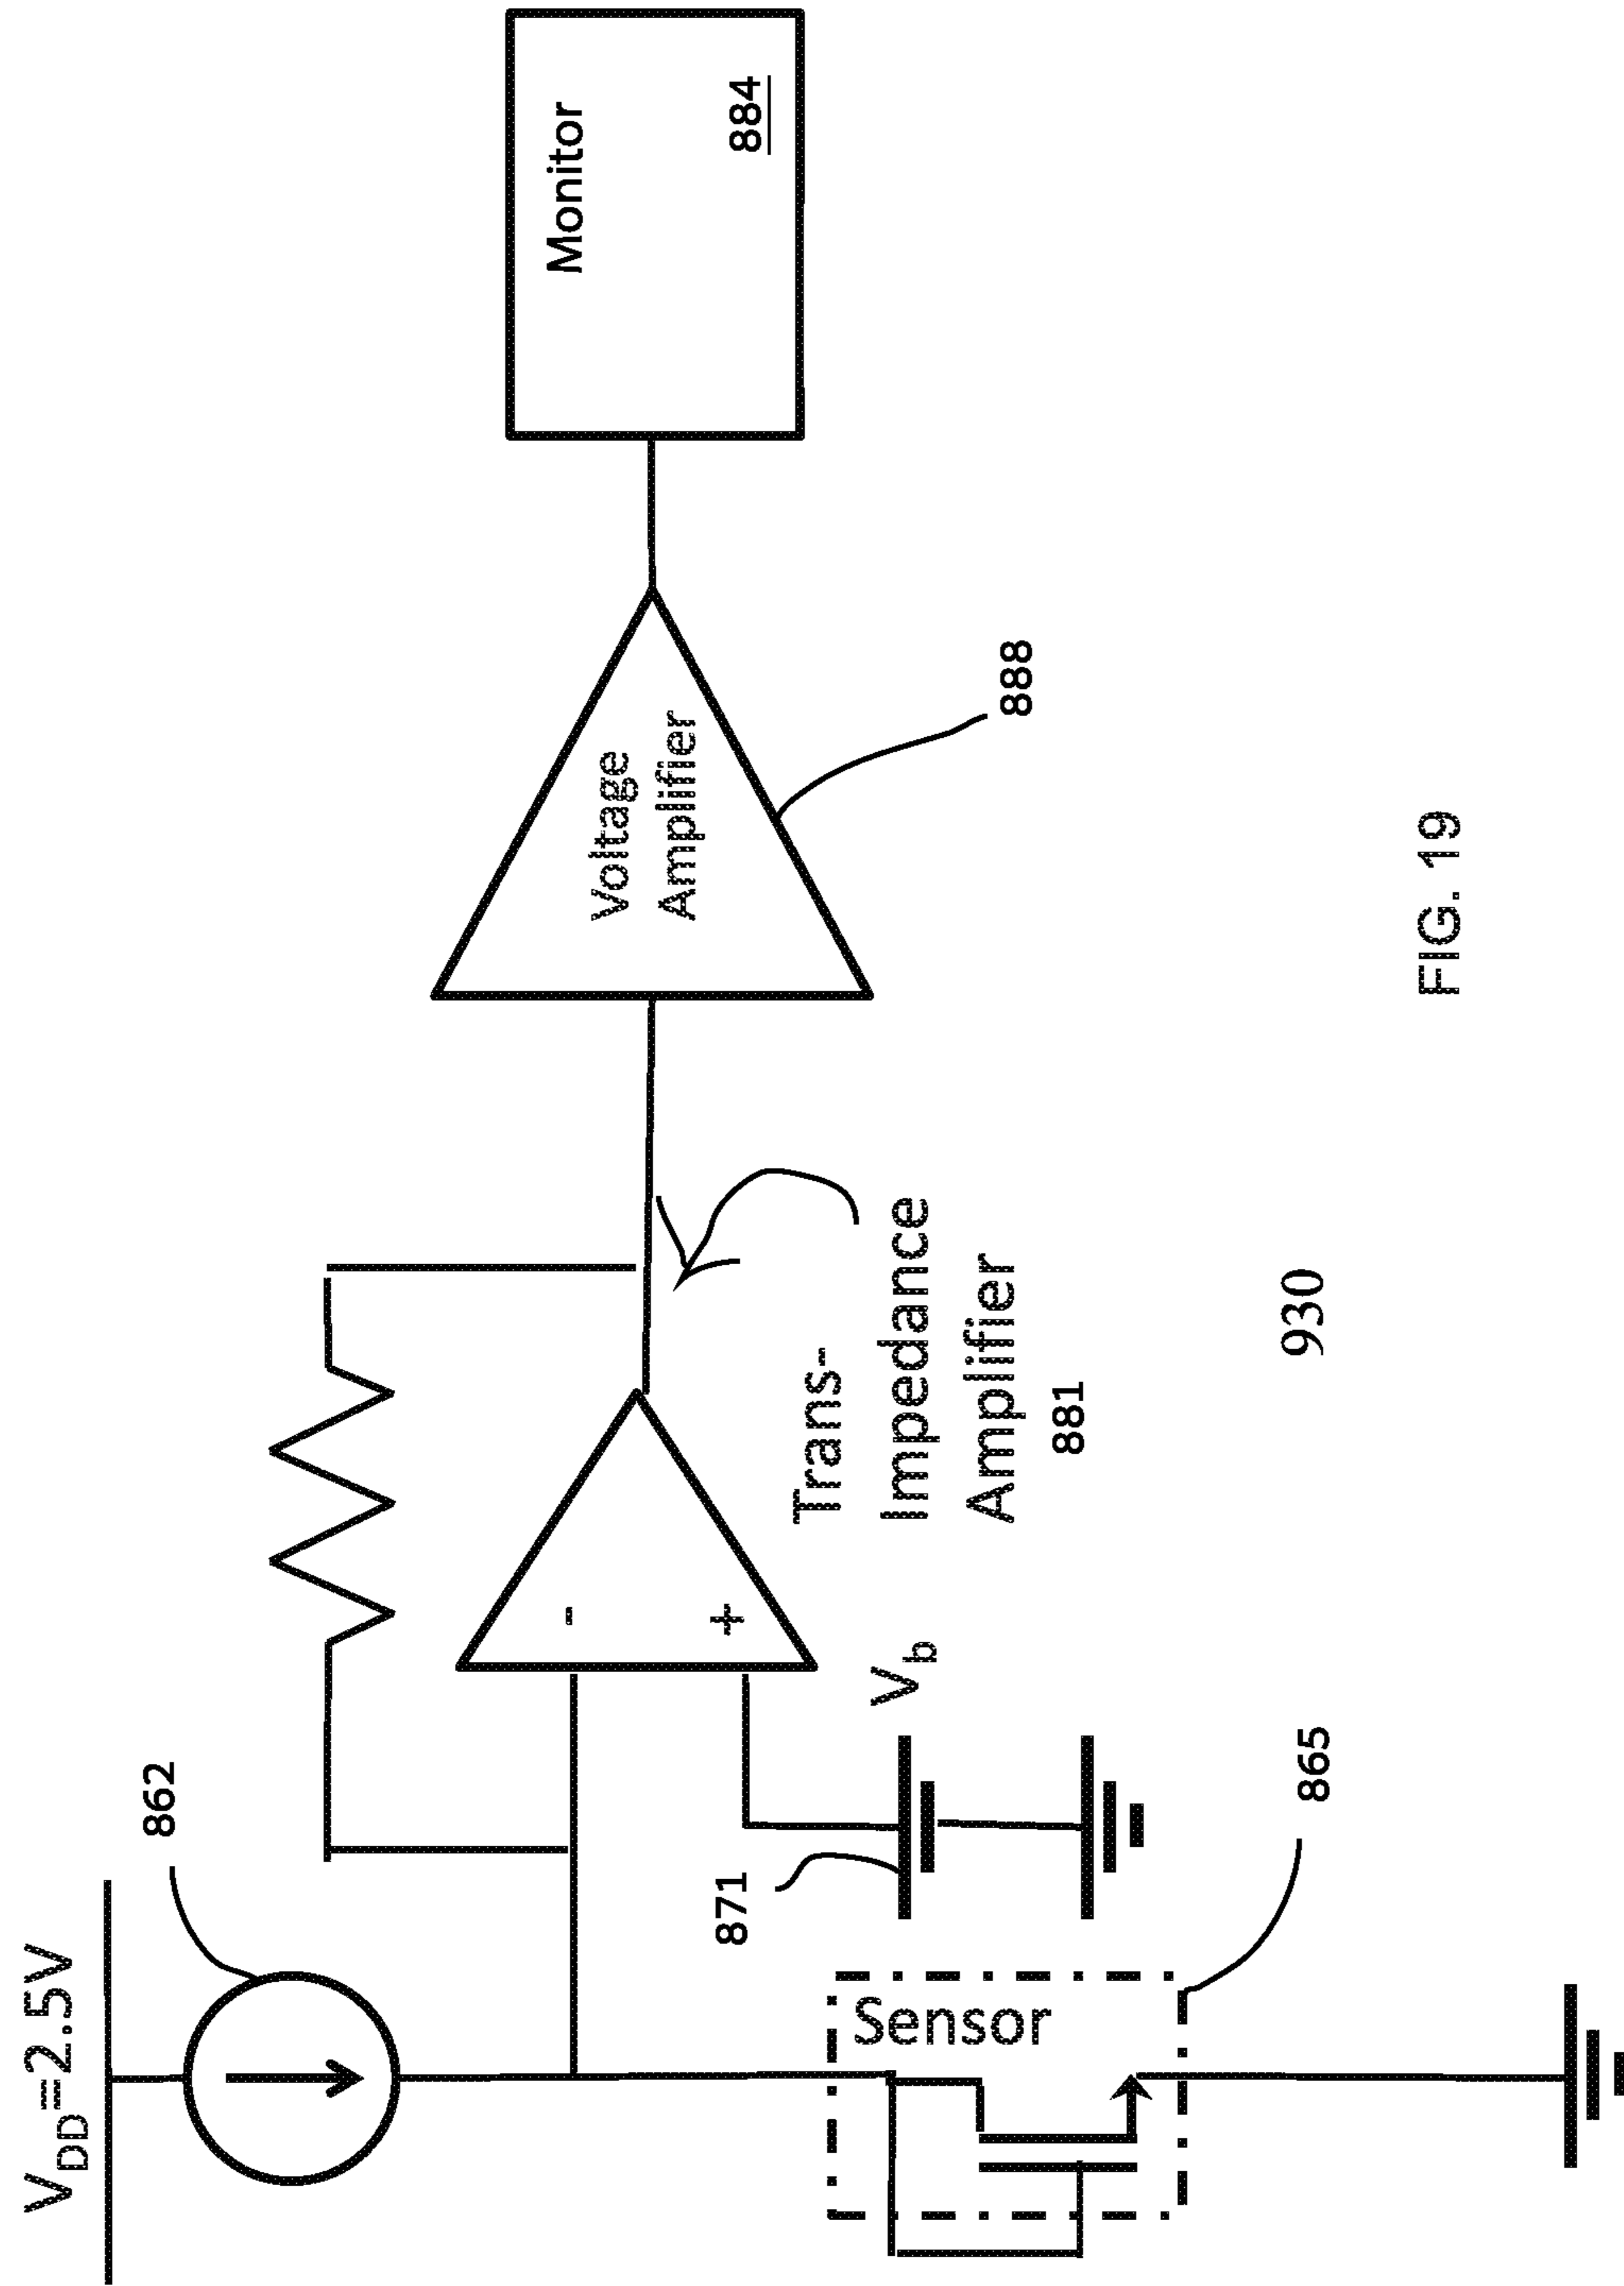 V_DD=2.5V
862
Monitor
884
Voltage
Amplifier
-
+
888
Trans-
Impedance
Amplifier
881
V_b
871
Sensor
865
930
FIG. 19